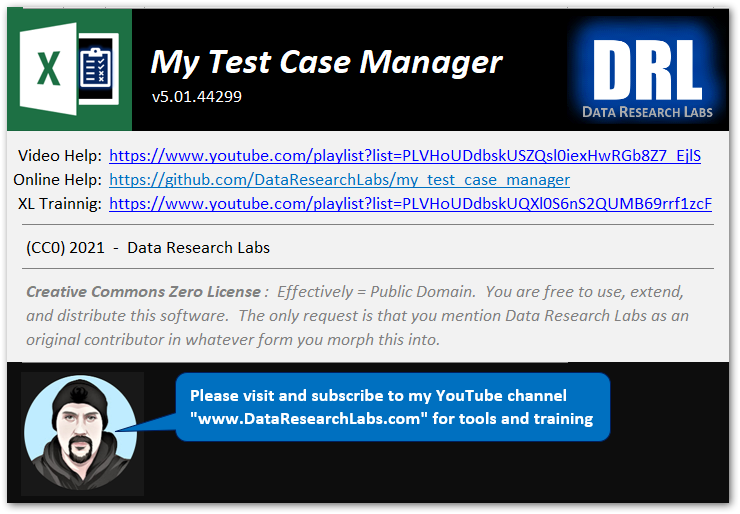 X
My Test Case Manager
v5.01.44299
DRL
DATA RESEARCH LABS
Video Help: https://www.youtube.com/playlist?list=PLVHoUDdbskUSZQsl0iexHwRGb8Z7_EjlS
Online Help: https://github.com/DataResearchLabs/my_test_case_manager
XL Trainnig: https://www.youtube.com/playlist?list=PLVHoUDdbskUQXl0S6nS2QUMB69rrf1zcF
(CC0) 2021 - Data Research Labs
Creative Commons Zero License : Effectively = Public Domain. You are free to use, extend,
and distribute this software. The only request is that you mention Data Research Labs as an
original contributor in whatever form you morph this into.
Please visit and subscribe to my YouTube channel
"www.DataResearchLabs.com" for tools and training